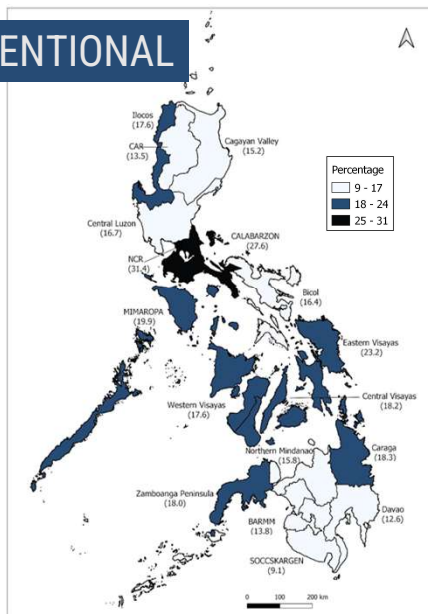 ENTIONAL
Ilocos
(17.6)
CAR
(13.5)
Cagayan Valley
(15.2)
Percentage
9 - 17
18 - 24
25 - 31
Central Luzon
(16.7)
CALABARZON
(27.6)
NCR
(31.4)
Bicol
(16.4)
MIMAROPA
(19.9)
Eastern Visayas
(23.2)
Western Visayas
(17.6)
Central Visayas
(18.2)
Northern Mindanao
(15.8)
Caraga
(18.3)
Zamboanga Peninsula
(18.0)
Davao
(12.6)
BARMM
(13.8)
SOCCSKARGEN
(9.1)
0 100 200 km